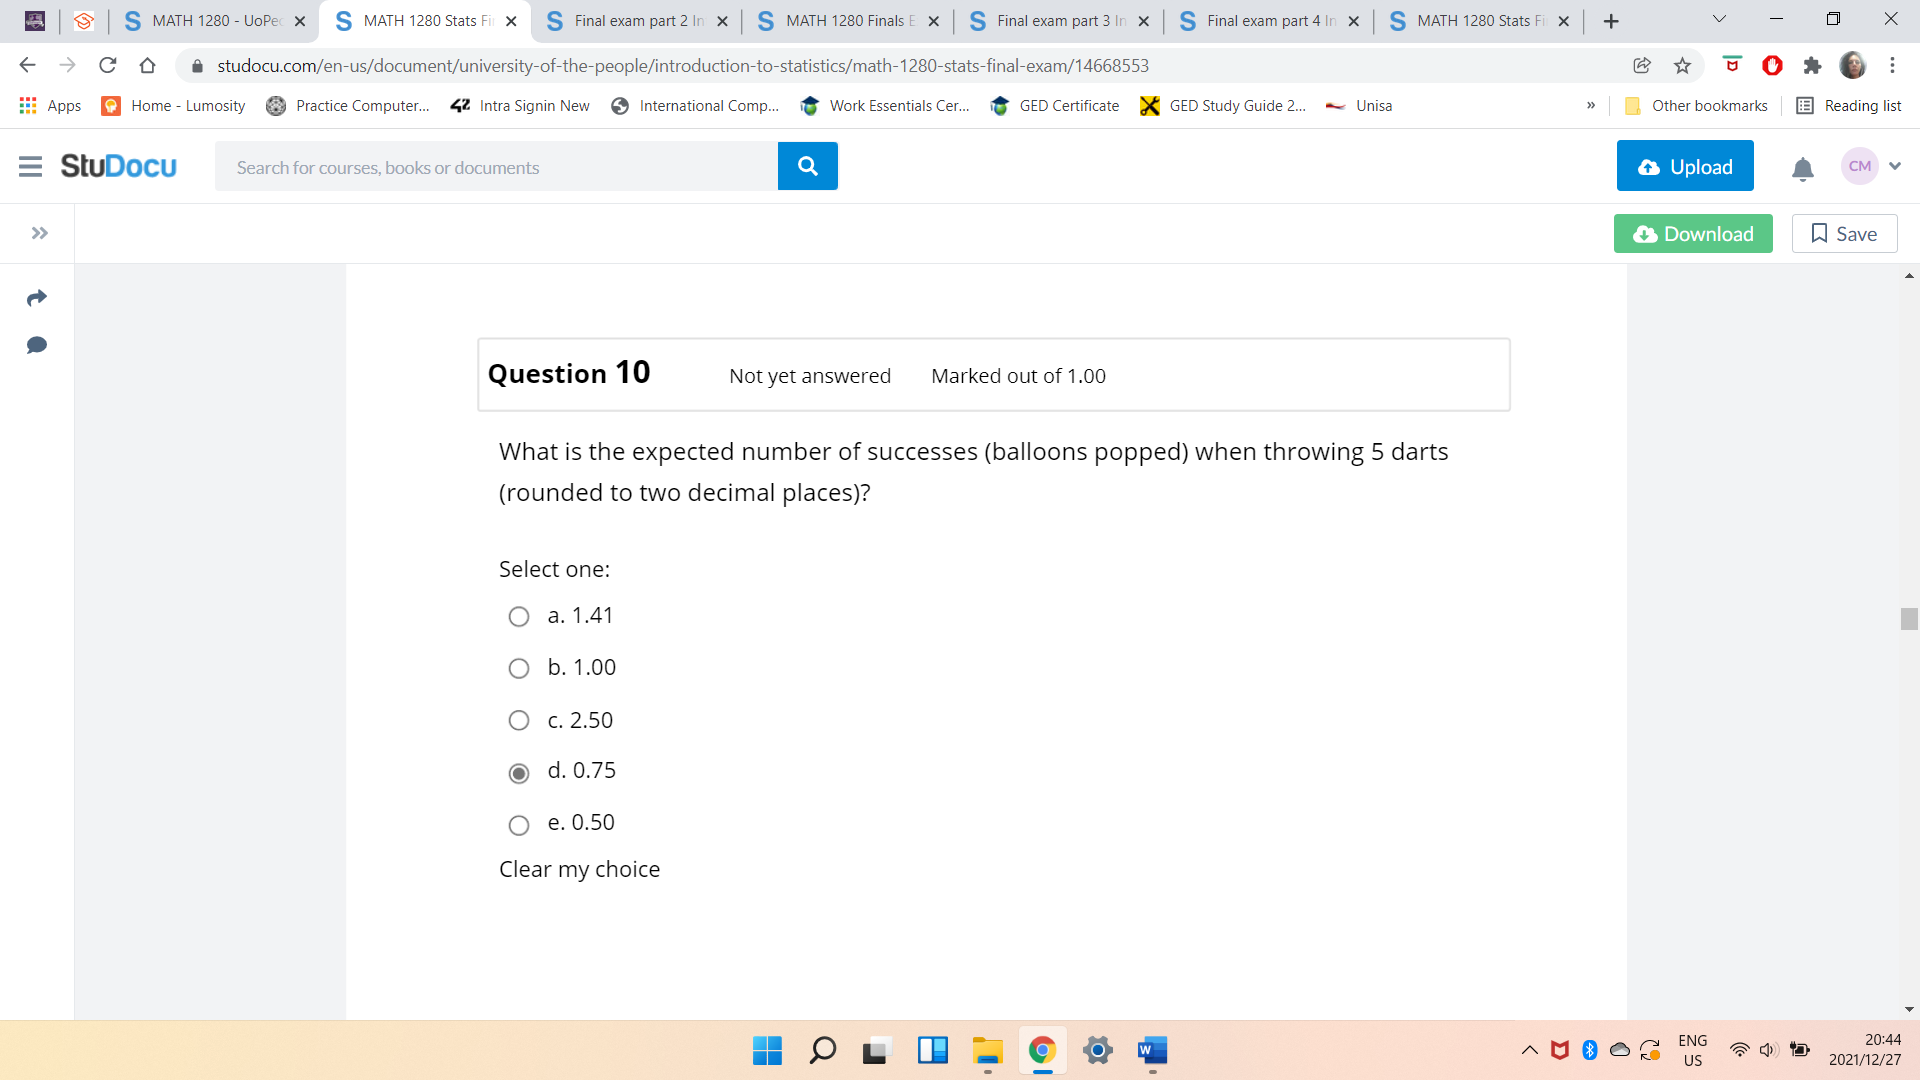 MATH 1280 - UoPe
MATH 1280 Stats Fi
Final exam part 2 In
MATH 1280 Finals E
Final exam part 3 In
Final exam part 4 In
MATH 1280 Stats Fi
studocu.com/en-us/document/university-of-the-people/introduction-to-statistics/math-1280-stats-final-exam/14668553
Apps
Home - Lumosity
Practice Computer...
Intra Signin New
International Comp...
Work Essentials Cer...
GED Certificate
GED Study Guide 2...
Unisa
»
Other bookmarks
Reading list
StuDocu
Search for courses, books or documents
Upload
CM
Download
Save
Question 10
Not yet answered
Marked out of 1.00
What is the expected number of successes (balloons popped) when throwing 5 darts
(rounded to two decimal places)?
Select one:
a. 1.41
b. 1.00
c. 2.50
d. 0.75
e. 0.50
Clear my choice
ENG
US
20:44
2021/12/27